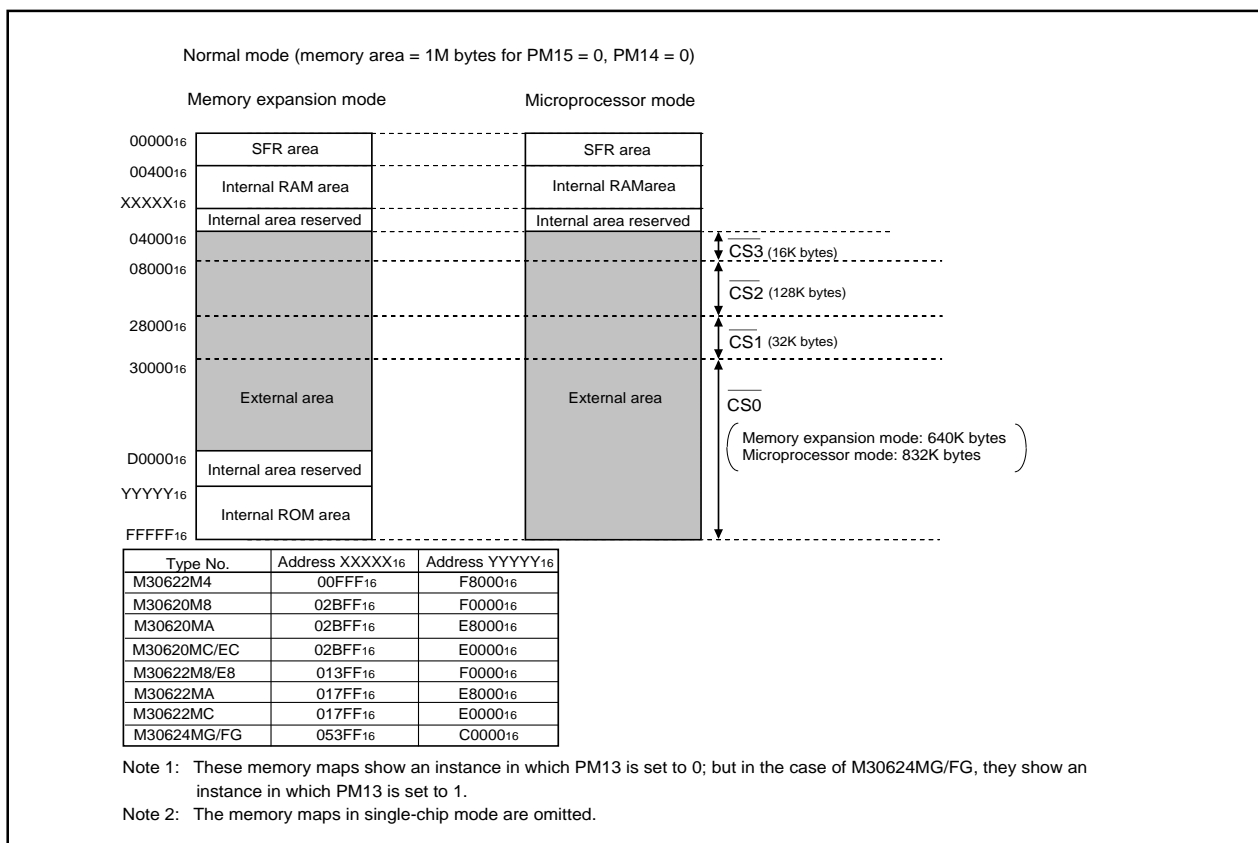 Normal mode (memory area = 1M bytes for PM15 = 0, PM14 = 0)
Memory expansion mode
Microprocessor mode
0000016
SFR area
SFR area
0040016
Internal RAM area
Internal RAMarea
XXXXX16
Internal area reserved
Internal area reserved
0400016
CS3 (16K bytes)
0800016
CS2 (128K bytes)
2800016
CS1 (32K bytes)
3000016
External area
External area
CS0
Memory expansion mode: 640K bytes
Microprocessor mode: 832K bytes
D000016
Internal area reserved
YYYYY16
Internal ROM area
FFFFF16
Type No. Address XXXXX16 Address YYYYY16
M30622M4 00FFF16 F800016
M30620M8 02BFF16 F000016
M30620MA 02BFF16 E800016
M30620MC/EC 02BFF16 E000016
M30622M8/E8 013FF16 F000016
M30622MA 017FF16 E800016
M30622MC 017FF16 E000016
M30624MG/FG 053FF16 C000016
Note 1: These memory maps show an instance in which PM13 is set to 0; but in the case of M30624MG/FG, they show an
instance in which PM13 is set to 1.
Note 2: The memory maps in single-chip mode are omitted.